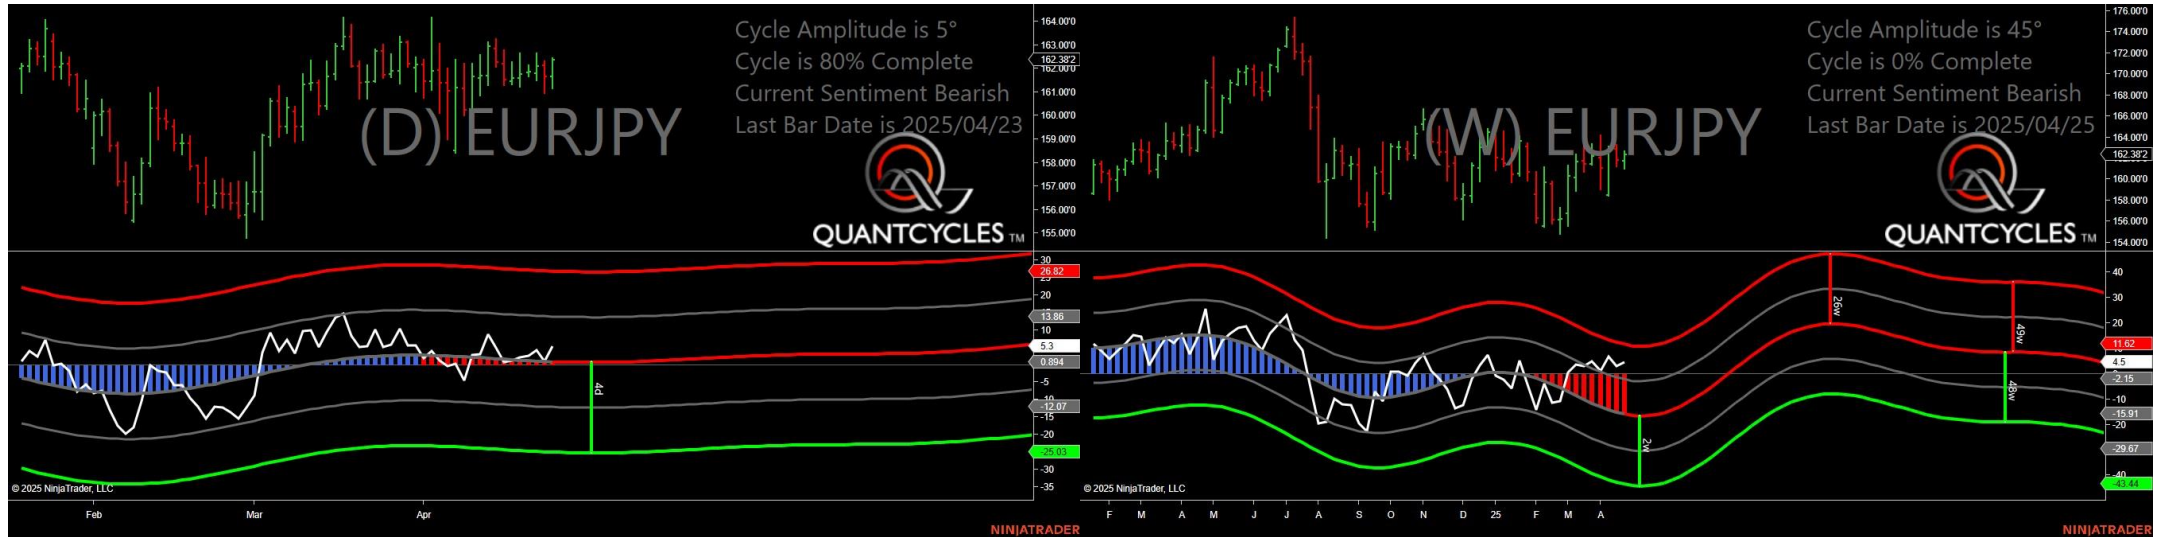 Cycle Amplitude is 5°
Cycle is 80% Complete
Current Sentiment Bearish
Last Bar Date is 2025/04/23
(D) EURJPY
QUANTCYCLES TM
164.00'0
163.00'0
162.38'2
162.00'0
161.00'0
160.00'0
159.00'0
158.00'0
157.00'0
156.00'0
155.00'0
30
26.82
20
13.86
10
5.3
0.894
-5
-12.07
-15
-20
-25.03
-30
-35
4d
© 2025 NinjaTrader, LLC
Feb Mar Apr
NINJATRADER
Cycle Amplitude is 45°
Cycle is 0% Complete
Current Sentiment Bearish
Last Bar Date is 2025/04/25
(W) EURJPY
QUANTCYCLES TM
176.00'0
174.00'0
172.00'0
170.00'0
168.00'0
166.00'0
164.00'0
162.38'2
160.00'0
158.00'0
156.00'0
154.00'0
40
30
20
11.62
4.5
-2.15
-10
-15.91
-20
-29.67
-40
-43.44
2w
26w
49w
48w
© 2025 NinjaTrader, LLC
F M A M J J A S O N D 25 F M A
NINJATRADER